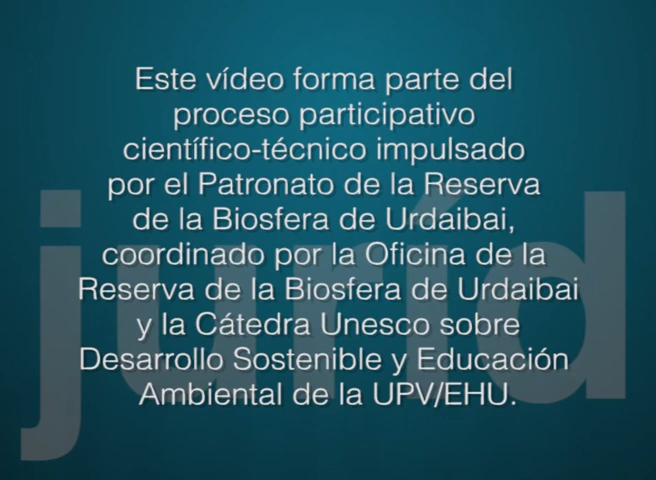 Este vídeo forma parte del
proceso participativo
científico-técnico impulsado
por el Patronato de la Reserva
de la Biosfera de Urdaibai,
coordinado por la Oficina de la
Reserva de la Biosfera de Urdaibai
y la Cátedra Unesco sobre
Desarrollo Sostenible y Educación
Ambiental de la UPV/EHU.
juríd